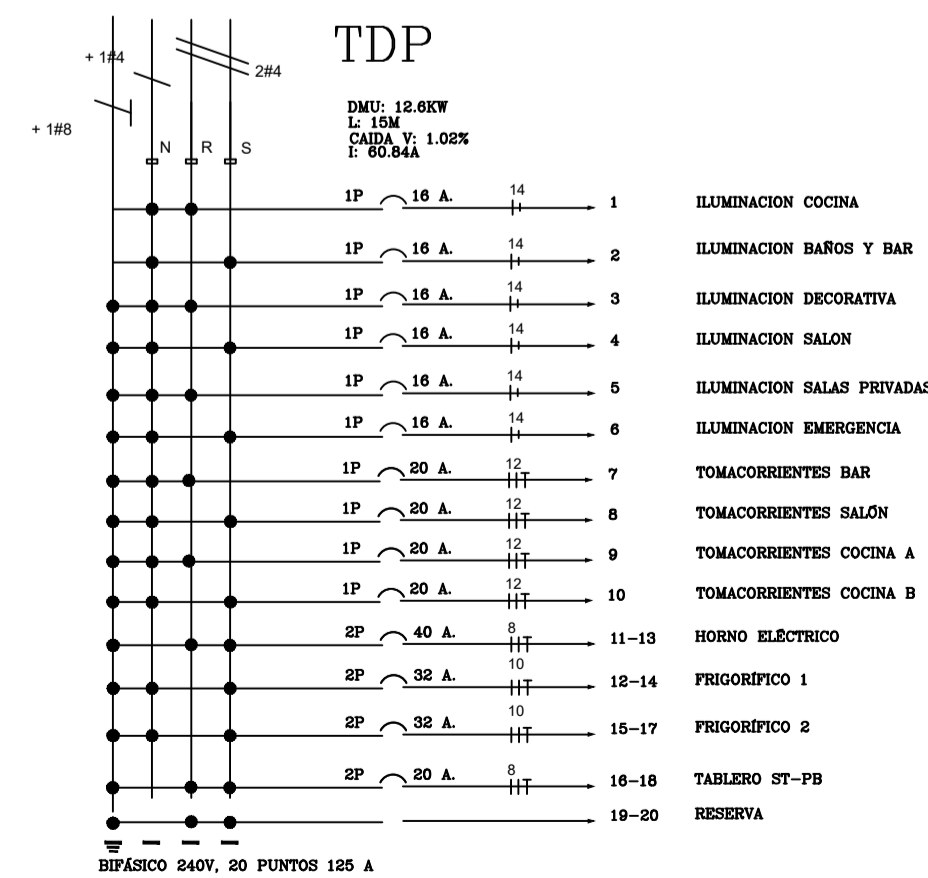 TDP
+ 1#4
2#4
+ 1#8
DMU: 12.6KW
L: 15M
CAIDA V: 1.02%
I: 60.84A
N R S
1P 16 A. 14 1 ILUMINACION COCINA
1P 16 A. 14 2 ILUMINACION BAÑOS Y BAR
1P 16 A. 14 3 ILUMINACION DECORATIVA
1P 16 A. 14 4 ILUMINACION SALON
1P 16 A. 14 5 ILUMINACION SALAS PRIVADAS
1P 16 A. 14 6 ILUMINACION EMERGENCIA
1P 20 A. 12 7 TOMACORRIENTES BAR
1P 20 A. 12 8 TOMACORRIENTES SALÓN
1P 20 A. 12 9 TOMACORRIENTES COCINA A
1P 20 A. 12 10 TOMACORRIENTES COCINA B
2P 40 A. 8 11-13 HORNO ELÉCTRICO
2P 32 A. 10 12-14 FRIGORÍFICO 1
2P 32 A. 10 15-17 FRIGORÍFICO 2
2P 20 A. 8 16-18 TABLERO ST-PB
19-20 RESERVA
BIFÁSICO 240V, 20 PUNTOS 125 A